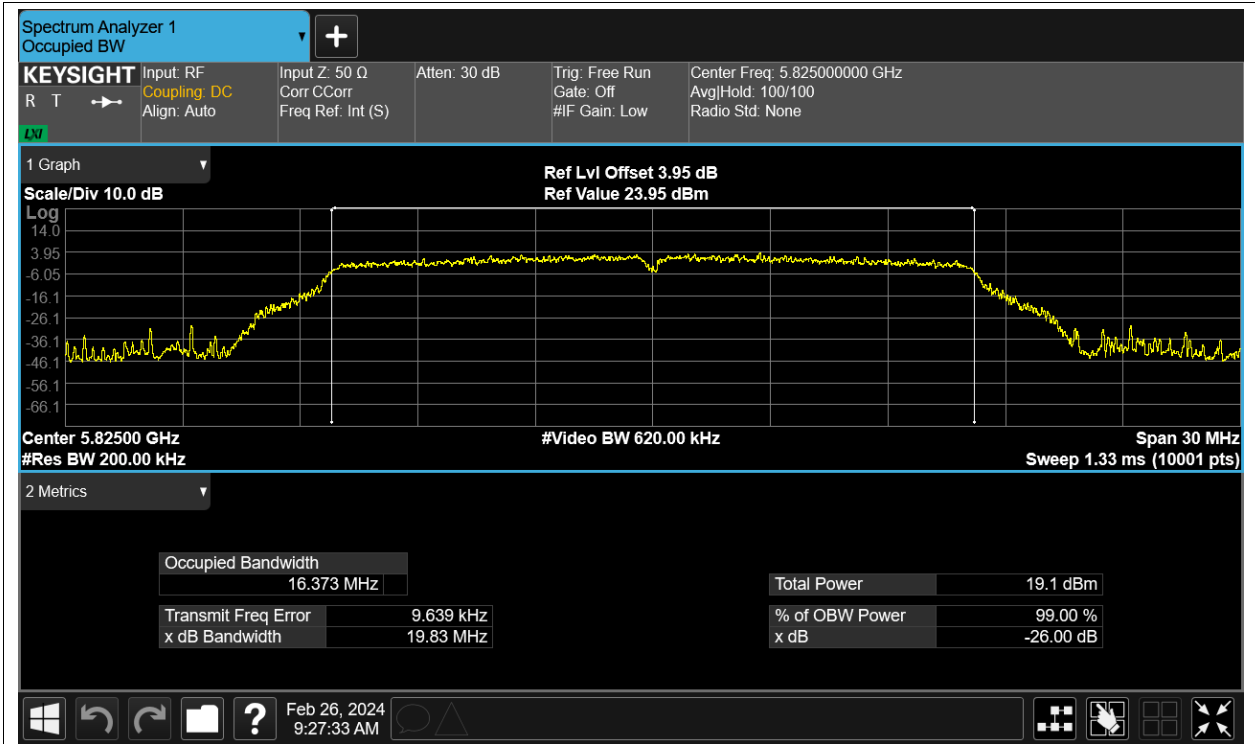 Spectrum Analyzer 1
Occupied BW
+
KEYSIGHT
R T
LXI
Input: RF
Coupling: DC
Align: Auto
Input Z: 50 Ω
Corr CCorr
Freq Ref: Int (S)
Atten: 30 dB
Trig: Free Run
Gate: Off
#IF Gain: Low
Center Freq: 5.825000000 GHz
Avg|Hold: 100/100
Radio Std: None
1 Graph
Scale/Div 10.0 dB
Ref Lvl Offset 3.95 dB
Ref Value 23.95 dBm
Log
14.0
3.95
-6.05
-16.1
-26.1
-36.1
-46.1
-56.1
-66.1
Center 5.82500 GHz
#Video BW 620.00 kHz
Span 30 MHz
#Res BW 200.00 kHz
Sweep 1.33 ms (10001 pts)
2 Metrics
Occupied Bandwidth
16.373 MHz
Total Power 19.1 dBm
Transmit Freq Error 9.639 kHz
% of OBW Power 99.00 %
x dB Bandwidth 19.83 MHz
x dB -26.00 dB
?
Feb 26, 2024
9:27:33 AM